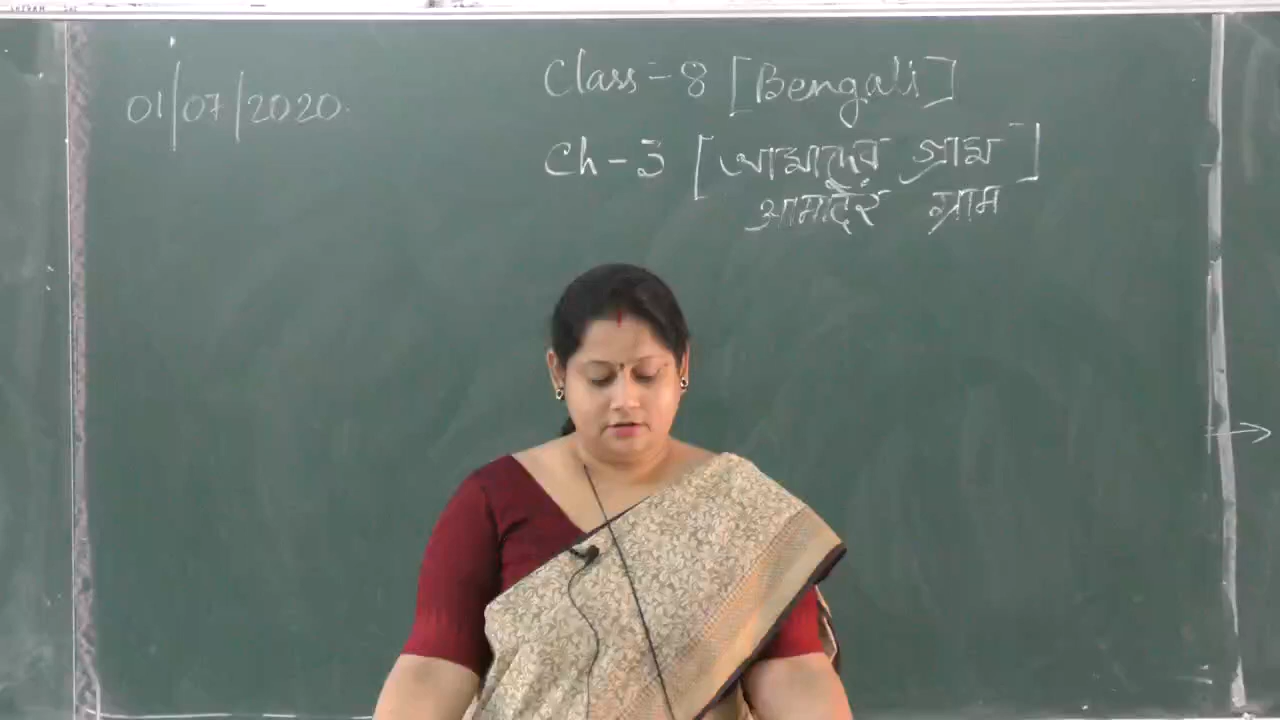 01/07/2020
Class-8 [Bengali]
Ch-3 [আমাদের গ্রাম]
आमादेर ग्राम